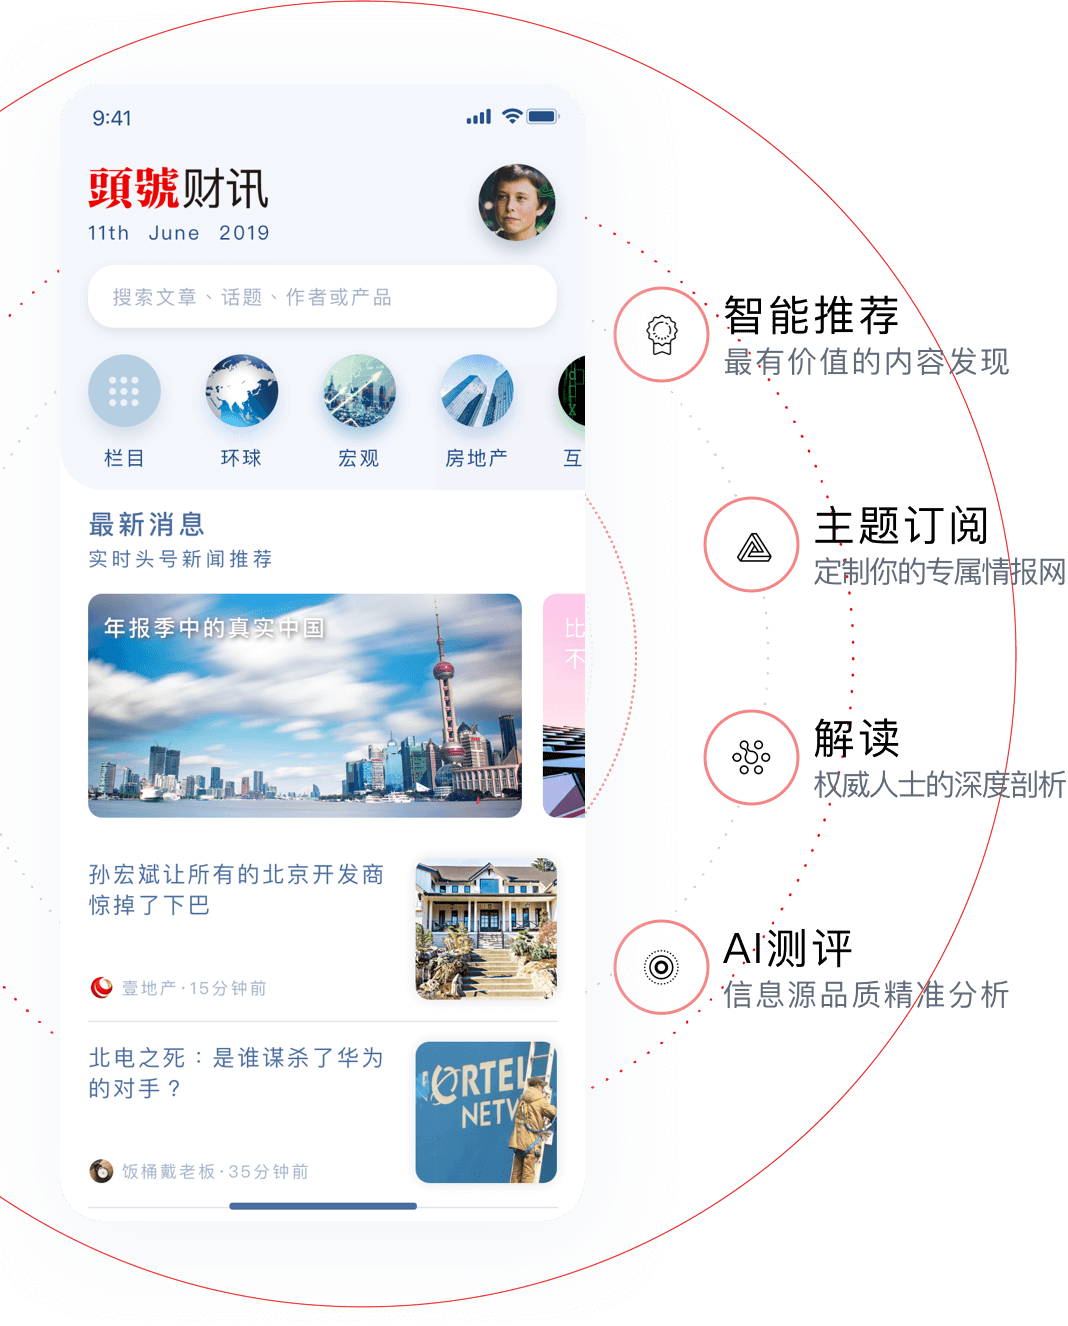 9:41
頭號财讯
11th June 2019
搜索文章、话题、作者或产品
栏目
环球
宏观
房地产
互
最新消息
实时头号新闻推荐
年报季中的真实中国
比
不
孙宏斌让所有的北京开发商
惊掉了下巴
壹地产·15分钟前
北电之死：是谁谋杀了华为
的对手？
ORTEL
NETW
饭桶戴老板·35分钟前
智能推荐
最有价值的内容发现
主题订阅
定制你的专属情报网
解读
权威人士的深度剖析
AI测评
信息源品质精准分析